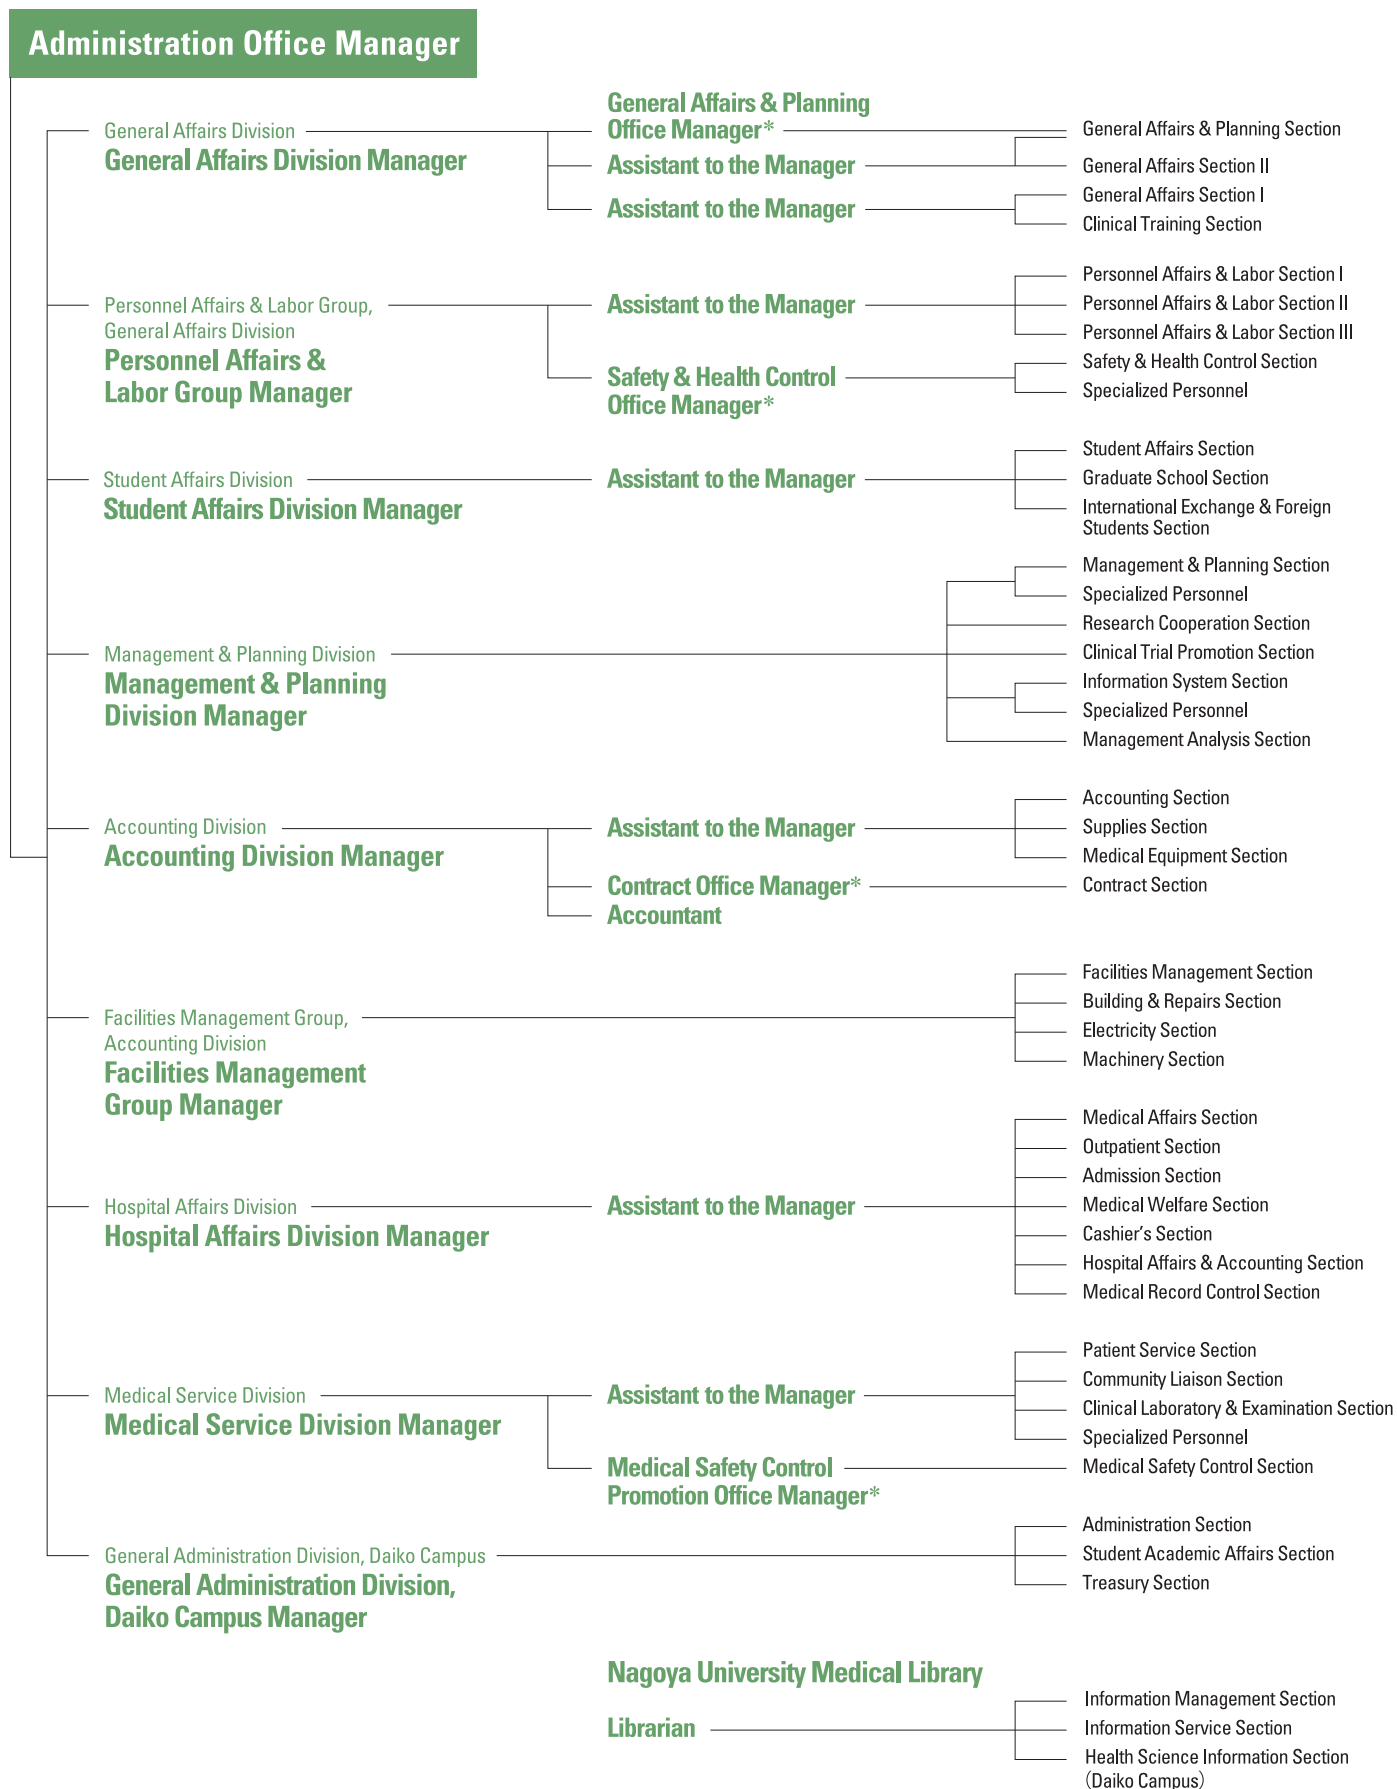 Administration Office Manager
General Affairs Division
General Affairs Division Manager
General Affairs & Planning
Office Manager*
Assistant to the Manager
Assistant to the Manager
General Affairs & Planning Section
General Affairs Section II
General Affairs Section I
Clinical Training Section
Personnel Affairs & Labor Group,
General Affairs Division
Personnel Affairs &
Labor Group Manager
Assistant to the Manager
Safety & Health Control
Office Manager*
Personnel Affairs & Labor Section I
Personnel Affairs & Labor Section II
Personnel Affairs & Labor Section III
Safety & Health Control Section
Specialized Personnel
Student Affairs Division
Student Affairs Division Manager
Assistant to the Manager
Student Affairs Section
Graduate School Section
International Exchange & Foreign
Students Section
Management & Planning Division
Management & Planning
Division Manager
Management & Planning Section
Specialized Personnel
Research Cooperation Section
Clinical Trial Promotion Section
Information System Section
Specialized Personnel
Management Analysis Section
Accounting Division
Accounting Division Manager
Assistant to the Manager
Contract Office Manager*
Accountant
Accounting Section
Supplies Section
Medical Equipment Section
Contract Section
Facilities Management Group,
Accounting Division
Facilities Management
Group Manager
Facilities Management Section
Building & Repairs Section
Electricity Section
Machinery Section
Hospital Affairs Division
Hospital Affairs Division Manager
Assistant to the Manager
Medical Affairs Section
Outpatient Section
Admission Section
Medical Welfare Section
Cashier's Section
Hospital Affairs & Accounting Section
Medical Record Control Section
Medical Service Division
Medical Service Division Manager
Assistant to the Manager
Medical Safety Control
Promotion Office Manager*
Patient Service Section
Community Liaison Section
Clinical Laboratory & Examination Section
Specialized Personnel
Medical Safety Control Section
General Administration Division, Daiko Campus
General Administration Division,
Daiko Campus Manager
Administration Section
Student Academic Affairs Section
Treasury Section
Nagoya University Medical Library
Librarian
Information Management Section
Information Service Section
Health Science Information Section
(Daiko Campus)